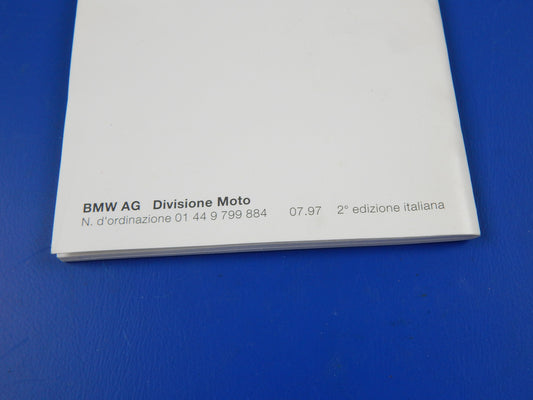 BMW AG Divisione Moto
N. d'ordinazione 01 44 9 799 884 07.97 2° edizione italiana